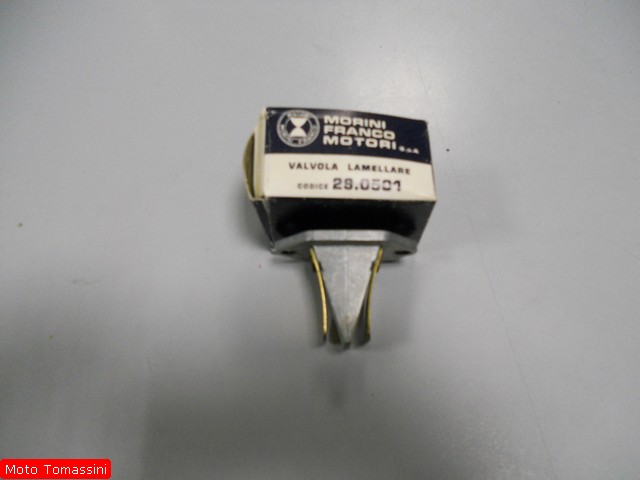 MORINI
FRANCO
MOTORI S.p.A.
VALVOLA LAMELLARE
CODICE 29.0501
Moto Tomassini